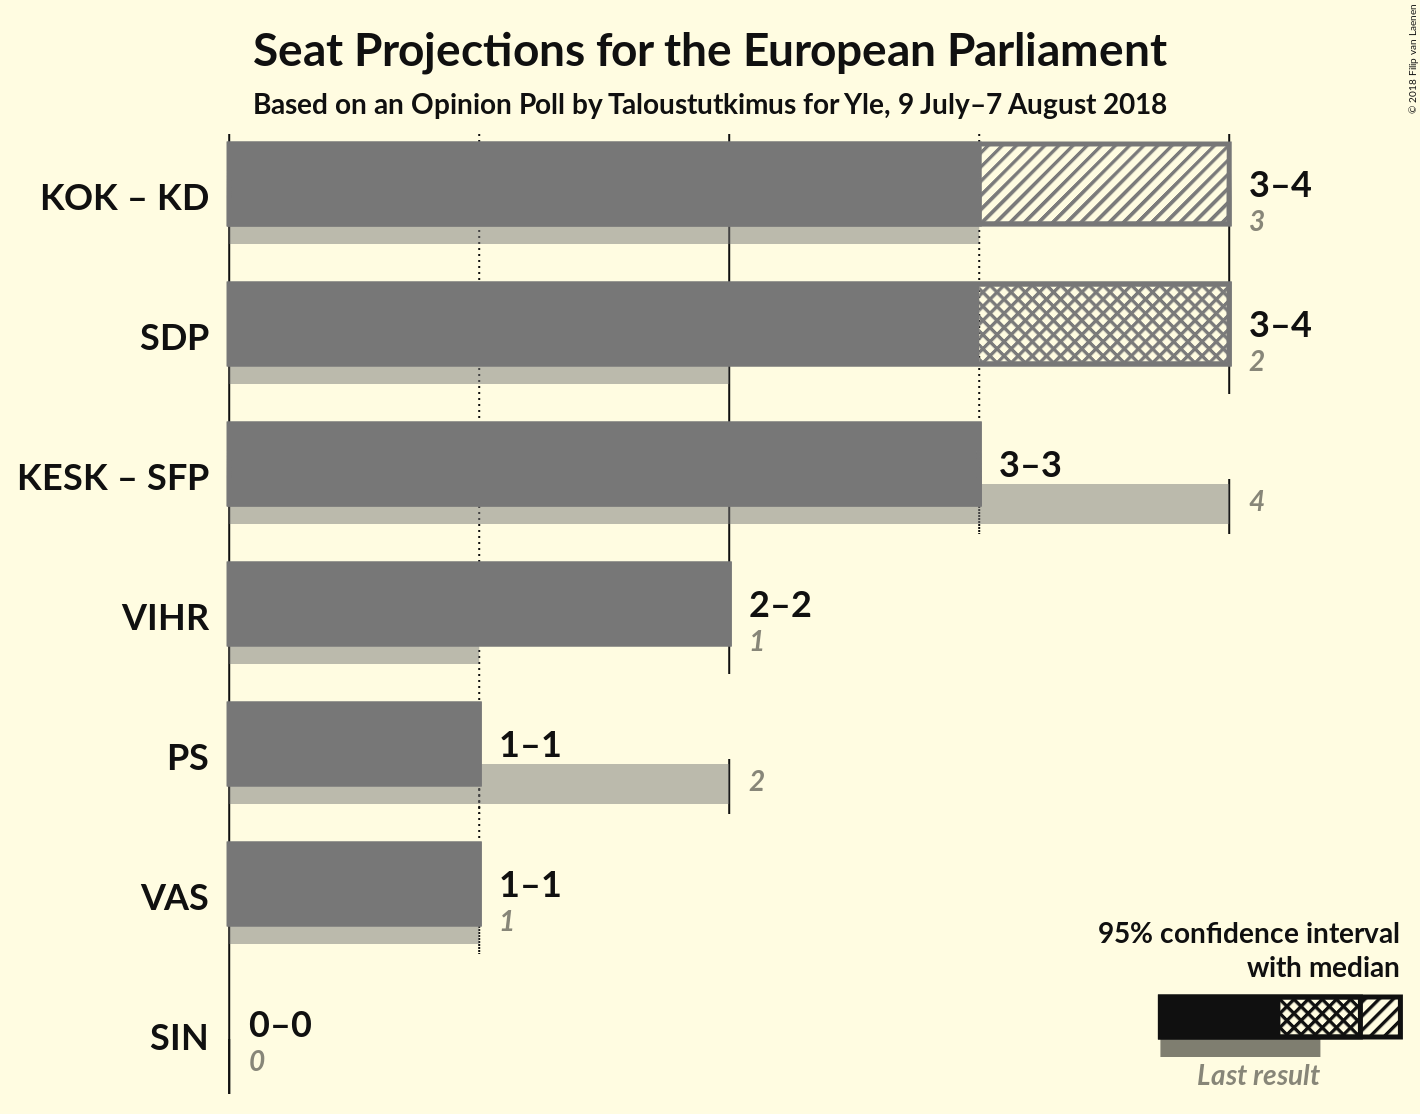 Seat Projections for the European Parliament
Based on an Opinion Poll by Taloustutkimus for Yle, 9 July–7 August 2018
© 2018 Filip van Laenen
KOK – KD
3–4
3
SDP
3–4
2
KESK – SFP
3–3
4
VIHR
2–2
1
PS
1–1
2
VAS
1–1
1
SIN
0–0
0
95% confidence interval
with median
Last result